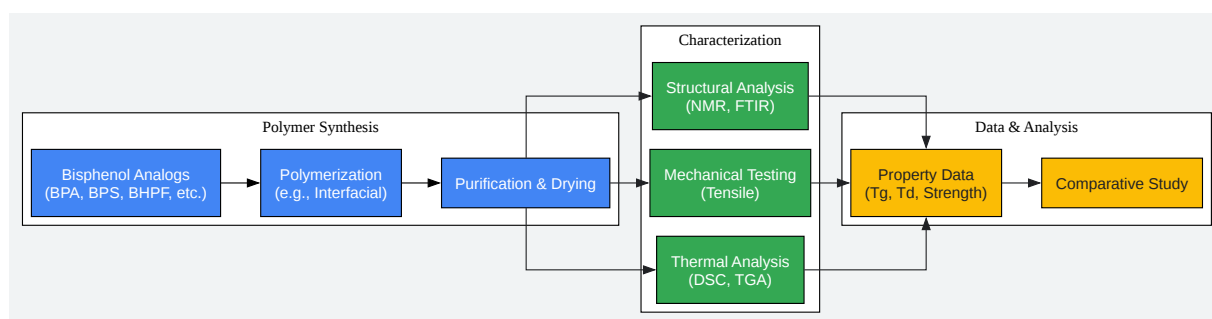 Polymer Synthesis
Bisphenol Analogs
(BPA, BPS, BHPF, etc.)
Polymerization
(e.g., Interfacial)
Purification & Drying
Characterization
Structural Analysis
(NMR, FTIR)
Mechanical Testing
(Tensile)
Thermal Analysis
(DSC, TGA)
Data & Analysis
Property Data
(Tg, Td, Strength)
Comparative Study